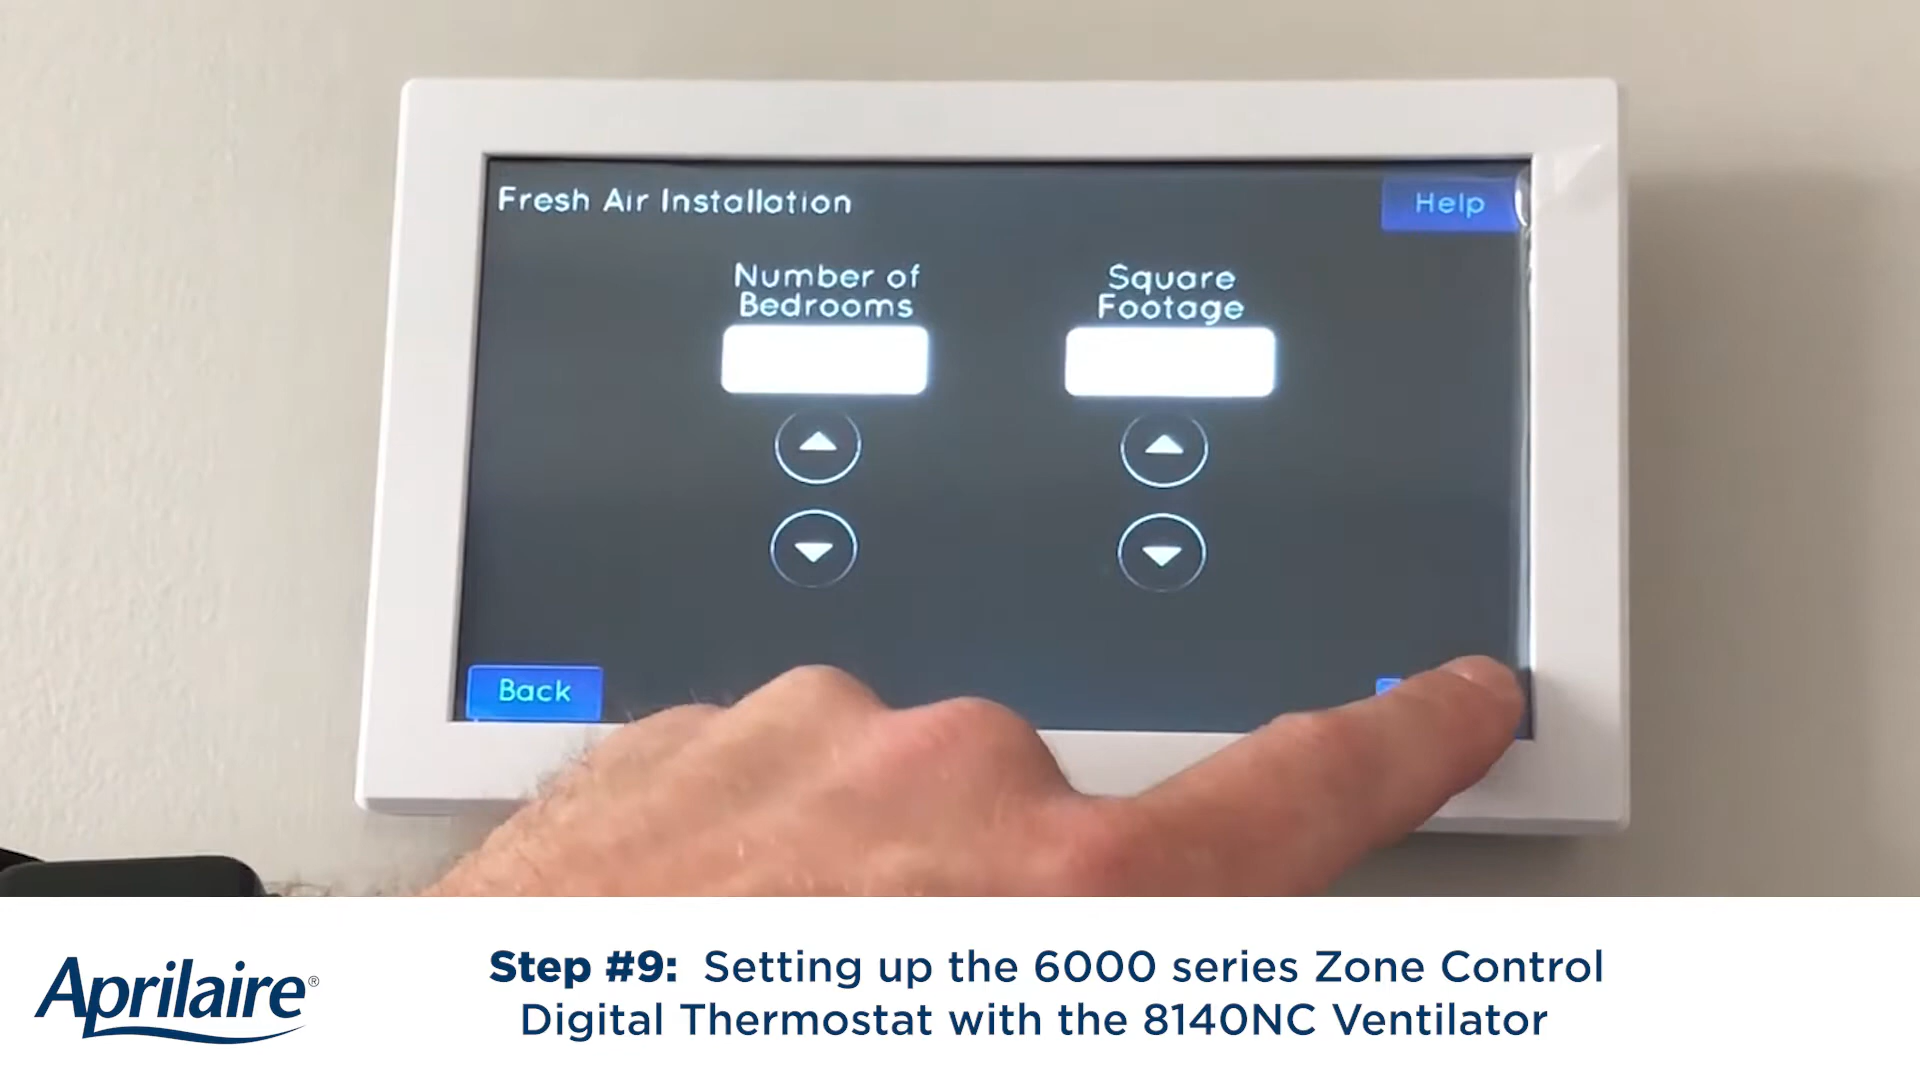 Fresh Air Installation
Help
Number of
Bedrooms
Square
Footage
Back
Aprilaire®
Step #9: Setting up the 6000 series Zone Control
Digital Thermostat with the 8140NC Ventilator